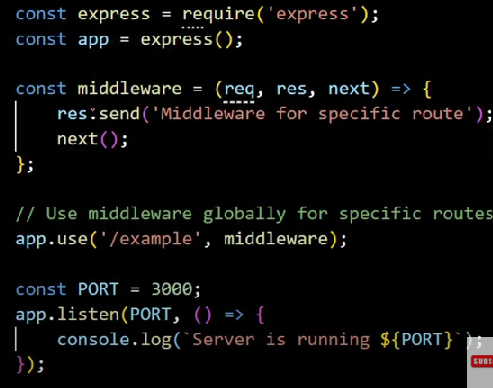 const express = require('express');
const app = express();
const middleware = (req, res, next) => {
res.send('Middleware for specific route');
next();
};
// Use middleware globally for specific routes
app.use('/example', middleware);
const PORT = 3000;
app.listen(PORT, () => {
console.log(`Server is running ${PORT}`);
});
SUBS